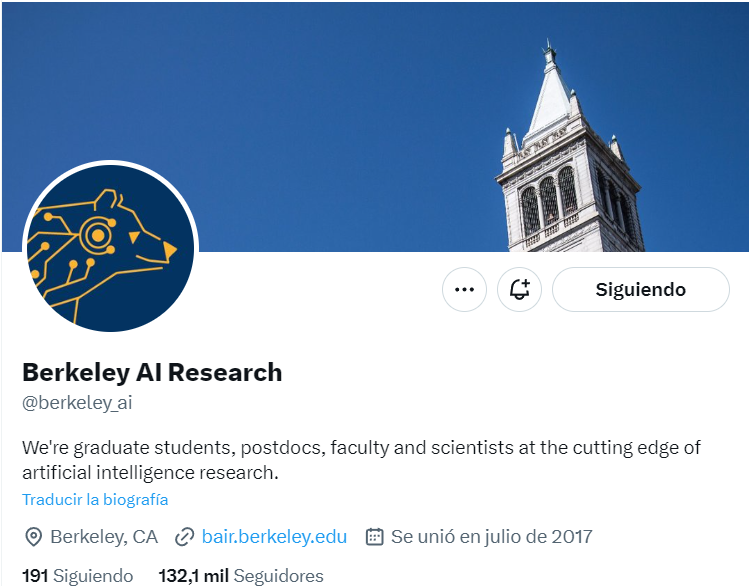 Siguiendo
Berkeley AI Research
@berkeley_ai
We're graduate students, postdocs, faculty and scientists at the cutting edge of
artificial intelligence research.
Traducir la biografía
Berkeley, CA bair.berkeley.edu Se unió en julio de 2017
191 Siguiendo 132,1 mil Seguidores